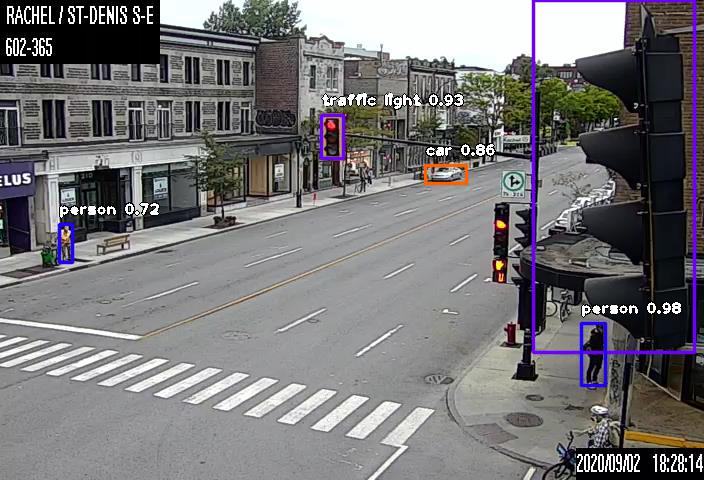 RACHEL / ST-DENIS S-E
602-365
traffic light 0.93
car 0.86
ELUS
person 0.72
person 0.98
2020/09/02 18:28:14